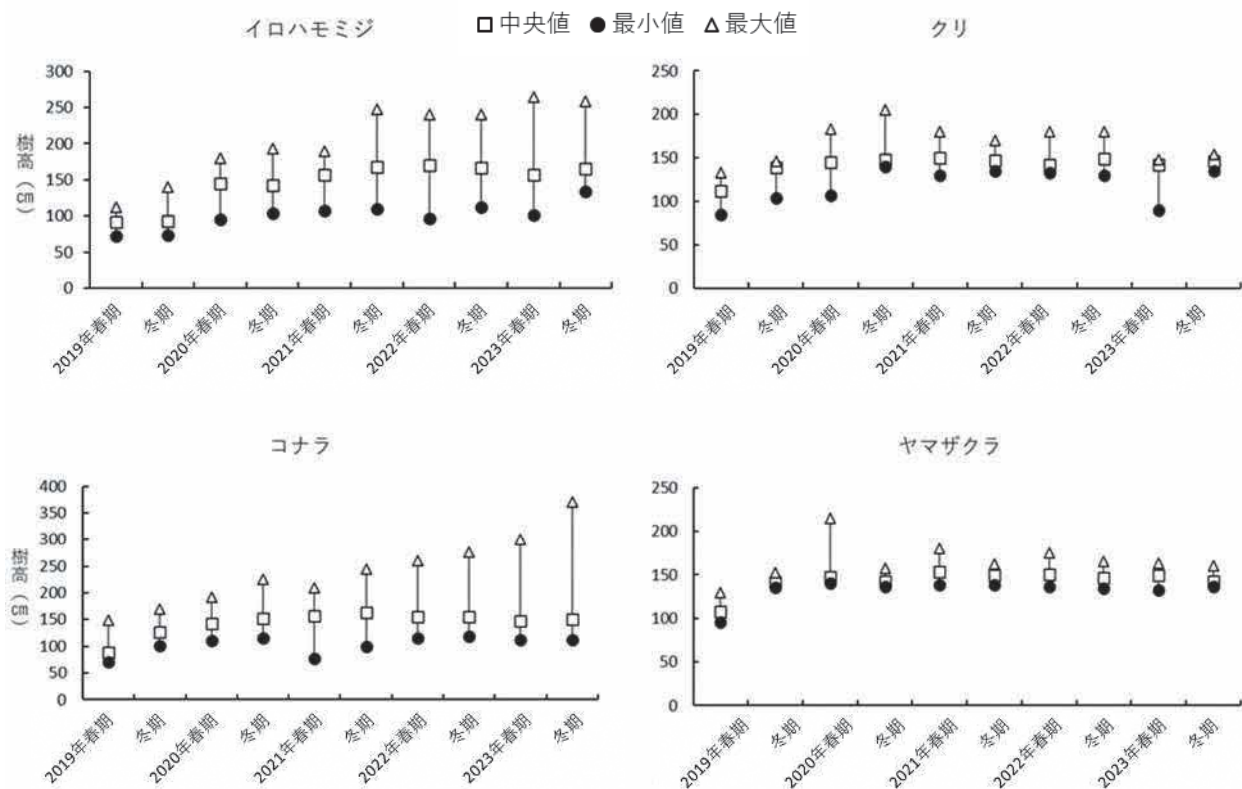 イロハモミジ
□中央値 ●最小値 △最大値
クリ
樹高 (cm)
300
250
200
150
100
50
0
2019年春期
冬期
2020年春期
冬期
2021年春期
冬期
2022年春期
冬期
2023年春期
冬期
250
200
150
100
50
0
2019年春期
冬期
2020年春期
冬期
2021年春期
冬期
2022年春期
冬期
2023年春期
冬期
コナラ
樹高 (cm)
400
350
300
250
200
150
100
50
0
2019年春期
冬期
2020年春期
冬期
2021年春期
冬期
2022年春期
冬期
2023年春期
冬期
ヤマザクラ
250
200
150
100
50
0
2019年春期
冬期
2020年春期
冬期
2021年春期
冬期
2022年春期
冬期
2023年春期
冬期